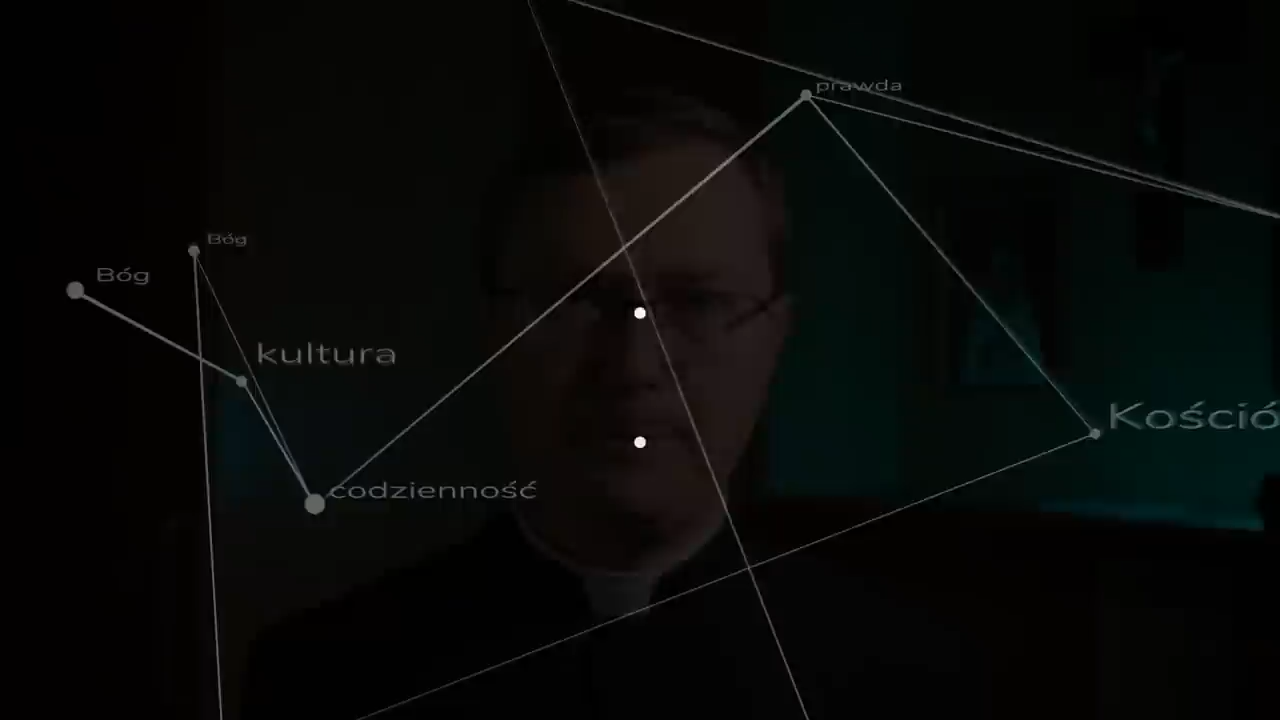 prawda
Bóg
Bóg
kultura
Kośció
codzienność